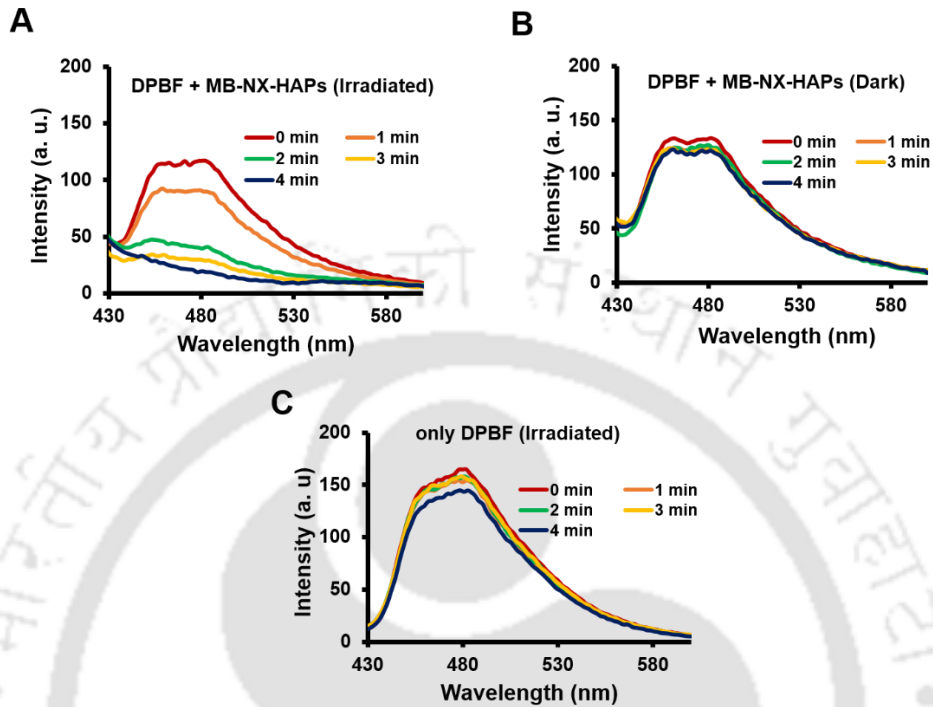 A
200
150
100
50
0
Intensity (a. u.)
DPBF + MB-NX-HAPs (Irradiated)
0 min 1 min
2 min 3 min
4 min
430 480 530 580
Wavelength (nm)
B
200
150
100
50
0
Intensity (a. u.)
DPBF + MB-NX-HAPs (Dark)
0 min 1 min
2 min 3 min
4 min
430 480 530 580
Wavelength (nm)
C
200
150
100
50
0
Intensity (a. u)
only DPBF (Irradiated)
0 min 1 min
2 min 3 min
4 min
430 480 530 580
Wavelength (nm)